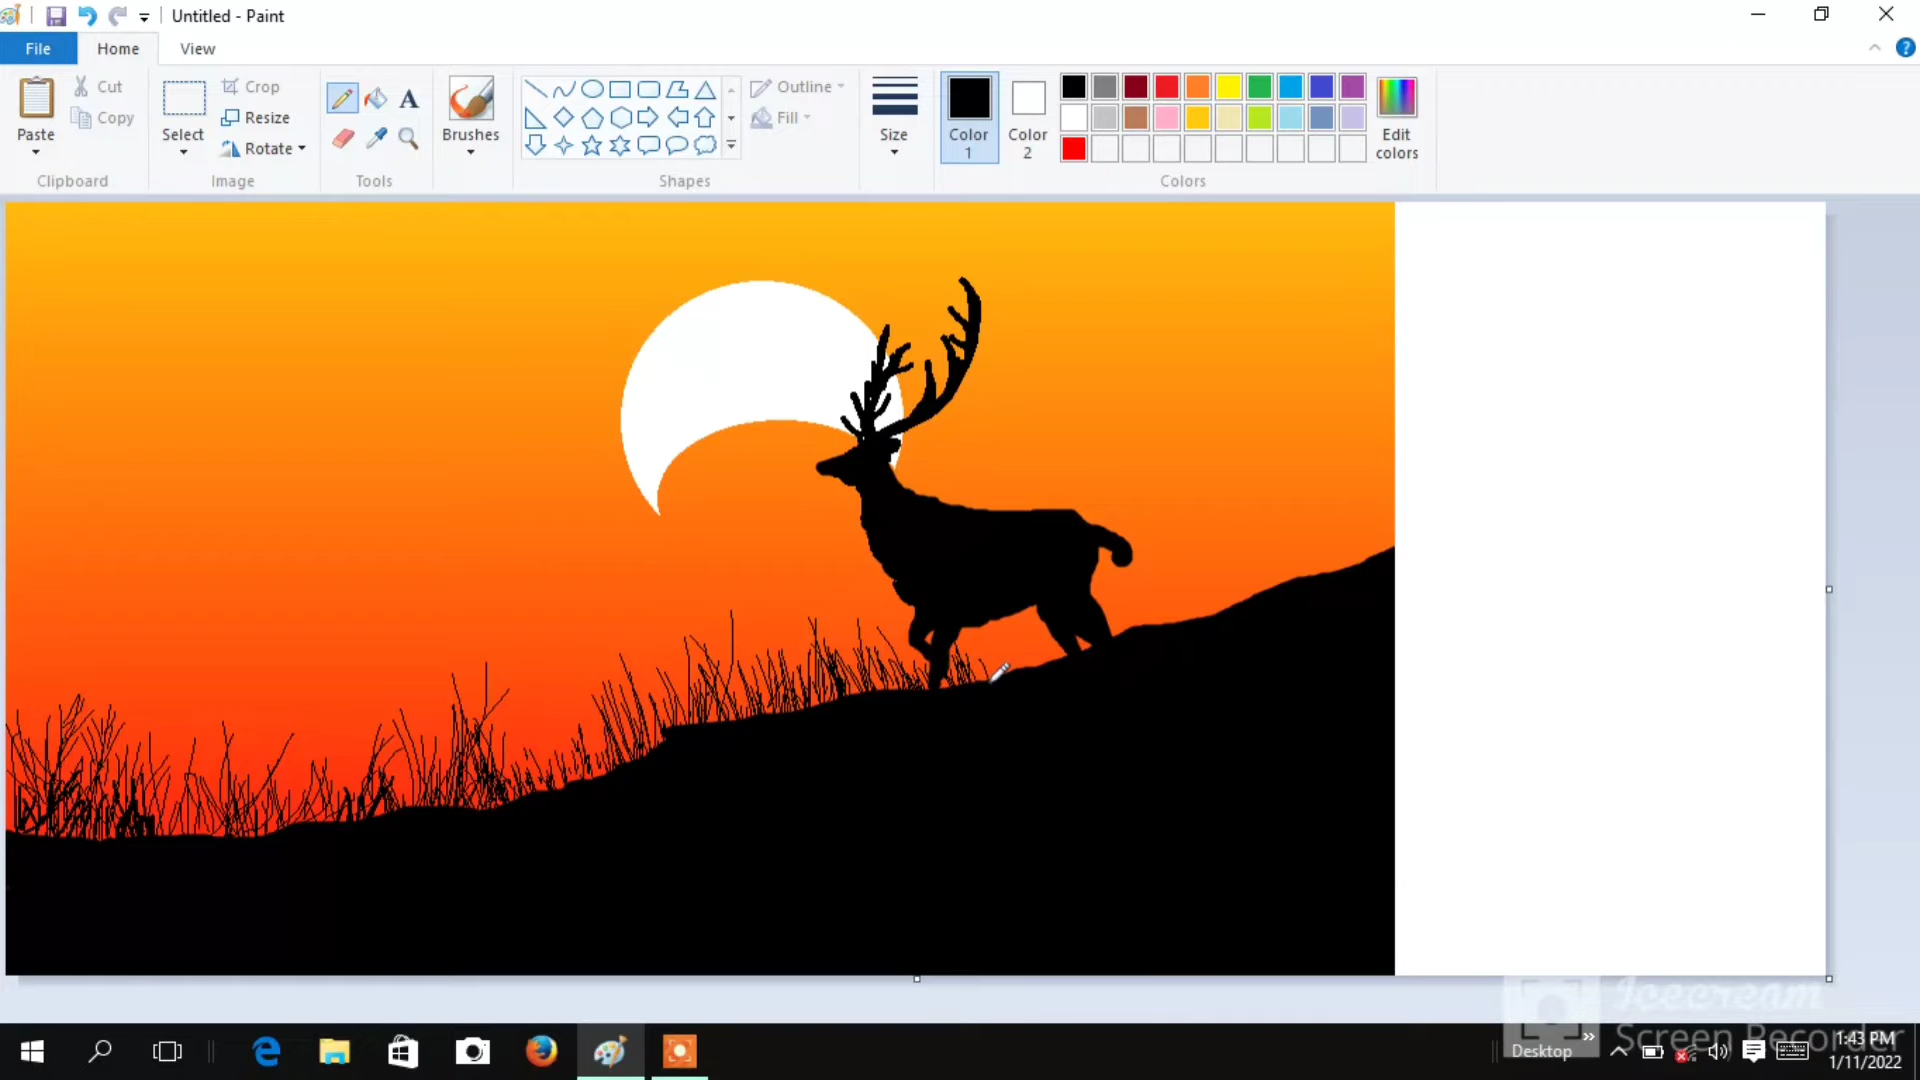 Untitled - Paint
File Home View
Paste
Cut
Copy
Clipboard
Select
Crop
Resize
Rotate
Image
A
Tools
Brushes
Shapes
Outline
Fill
Size
Color 1
Color 2
Edit colors
Colors
?
Icecream
Screen Recorder
Desktop
1:43 PM
1/11/2022